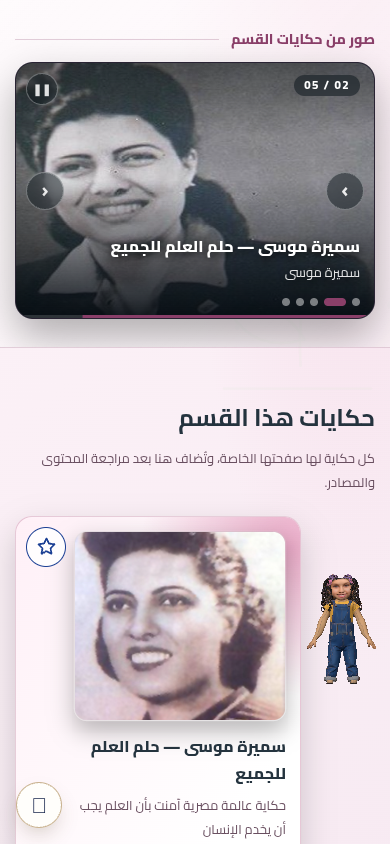 صور من حكايات القسم
05 / 02
سميرة موسى — حلم العلم للجميع
سميرة موسى
حكايات هذا القسم
كل حكاية لها صفحتها الخاصة، وتُضاف هنا بعد مراجعة المحتوى
والمصادر.
سميرة موسى — حلم العلم
للجميع
حكاية عالمة مصرية آمنت بأن العلم يجب
أن يخدم الإنسان